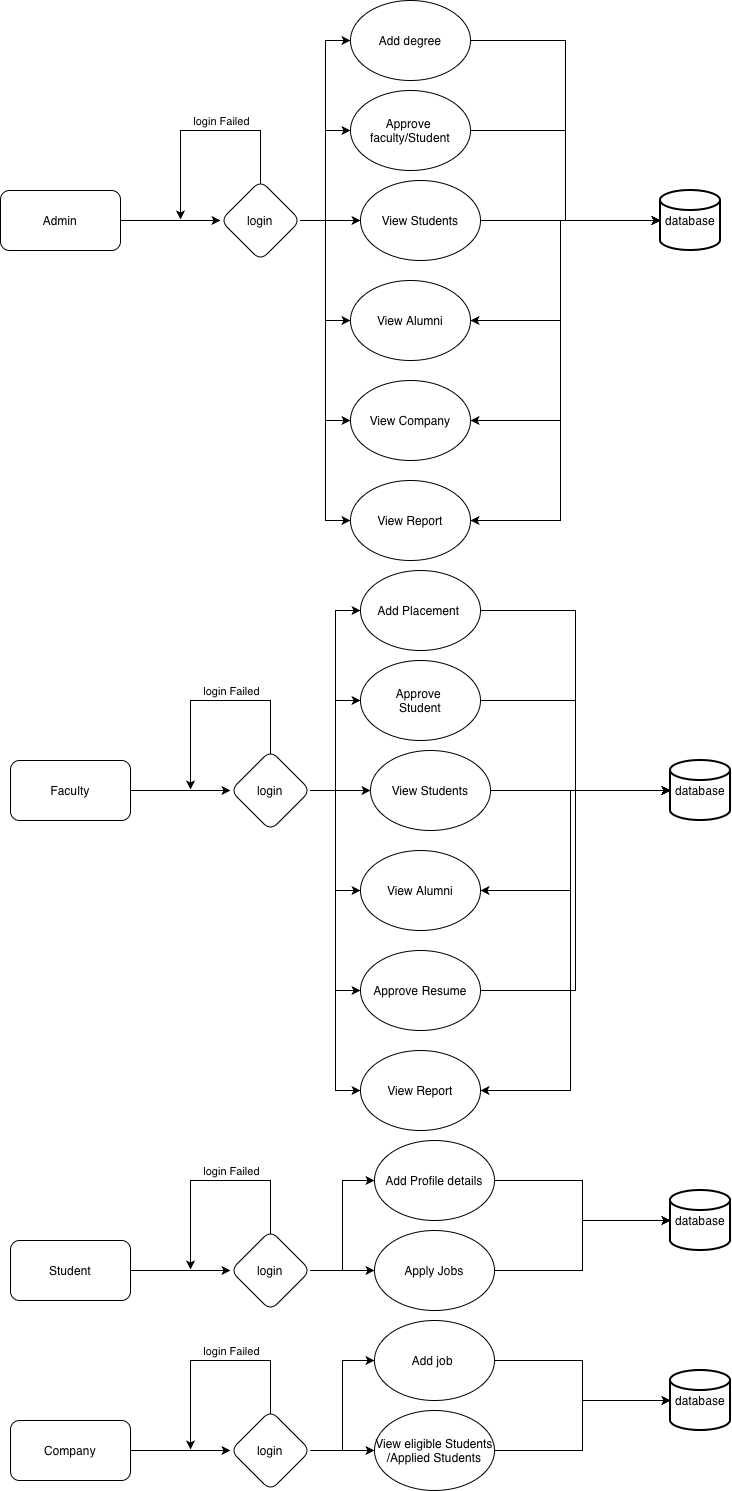 Add degree
Approve
faculty/Student
login Failed
Admin
login
View Students
database
View Alumni
View Company
View Report
Add Placement
Approve
Student
login Failed
Faculty
login
View Students
database
View Alumni
Approve Resume
View Report
login Failed
Add Profile details
database
Student
login
Apply Jobs
login Failed
Add job
database
Company
login
View eligible Students
/Applied Students